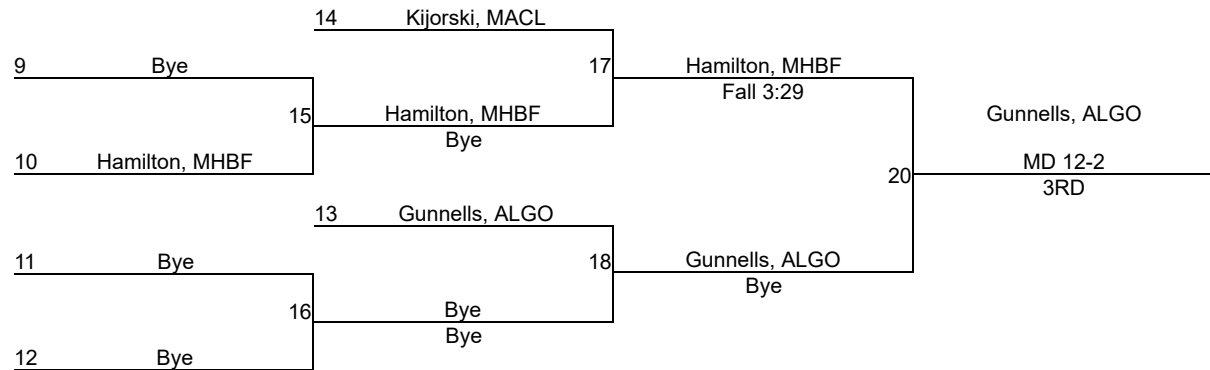 14 Kijorski, MACL
9 Bye
17 Hamilton, MHBF
Fall 3:29
15 Hamilton, MHBF
Bye
Gunnells, ALGO
10 Hamilton, MHBF
20 MD 12-2
3RD
13 Gunnells, ALGO
11 Bye
18 Gunnells, ALGO
Bye
16 Bye
Bye
12 Bye